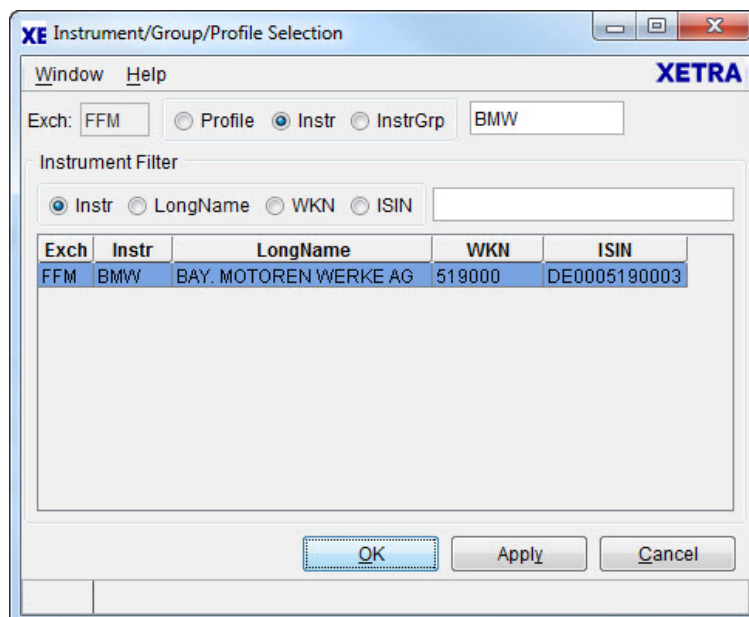 XE Instrument/Group/Profile Selection
Window Help XETRA
Exch: FFM Profile Instr InstrGrp BMW
Instrument Filter
Instr LongName WKN ISIN
Exch Instr LongName WKN ISIN
FFM BMW BAY. MOTOREN WERKE AG 519000 DE0005190003
OK Apply Cancel